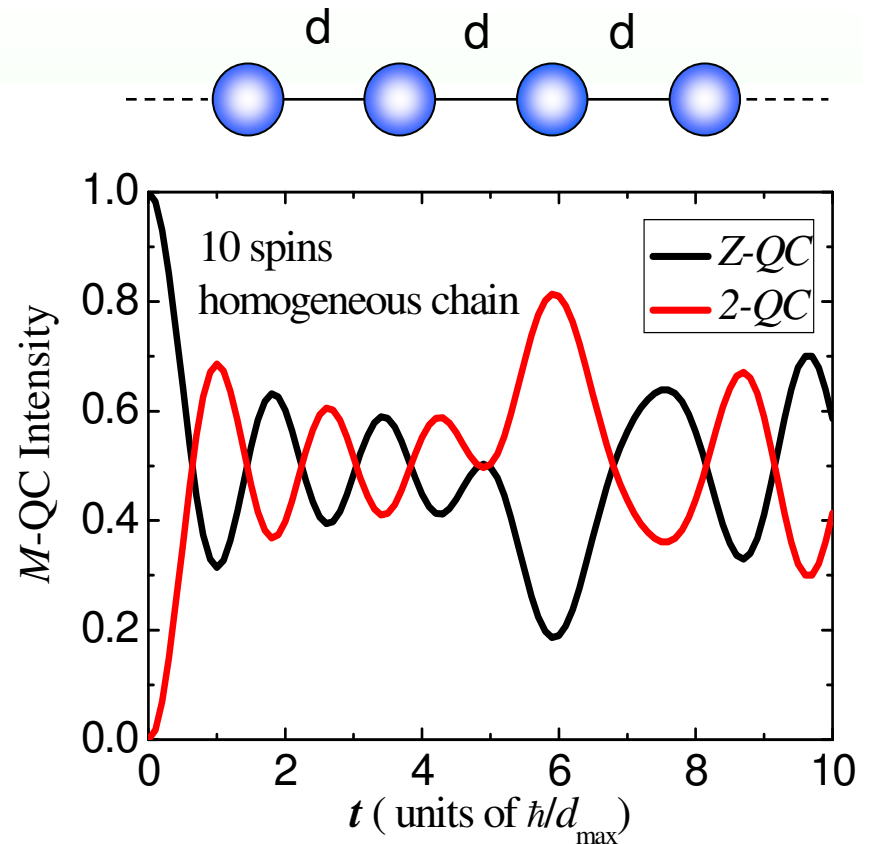 d d d
1.0
0.8
0.6
0.4
0.2
0.0
M-QC Intensity
10 spins
homogeneous chain
Z-QC
2-QC
0 2 4 6 8 10
t ( units of ħ/d_max)